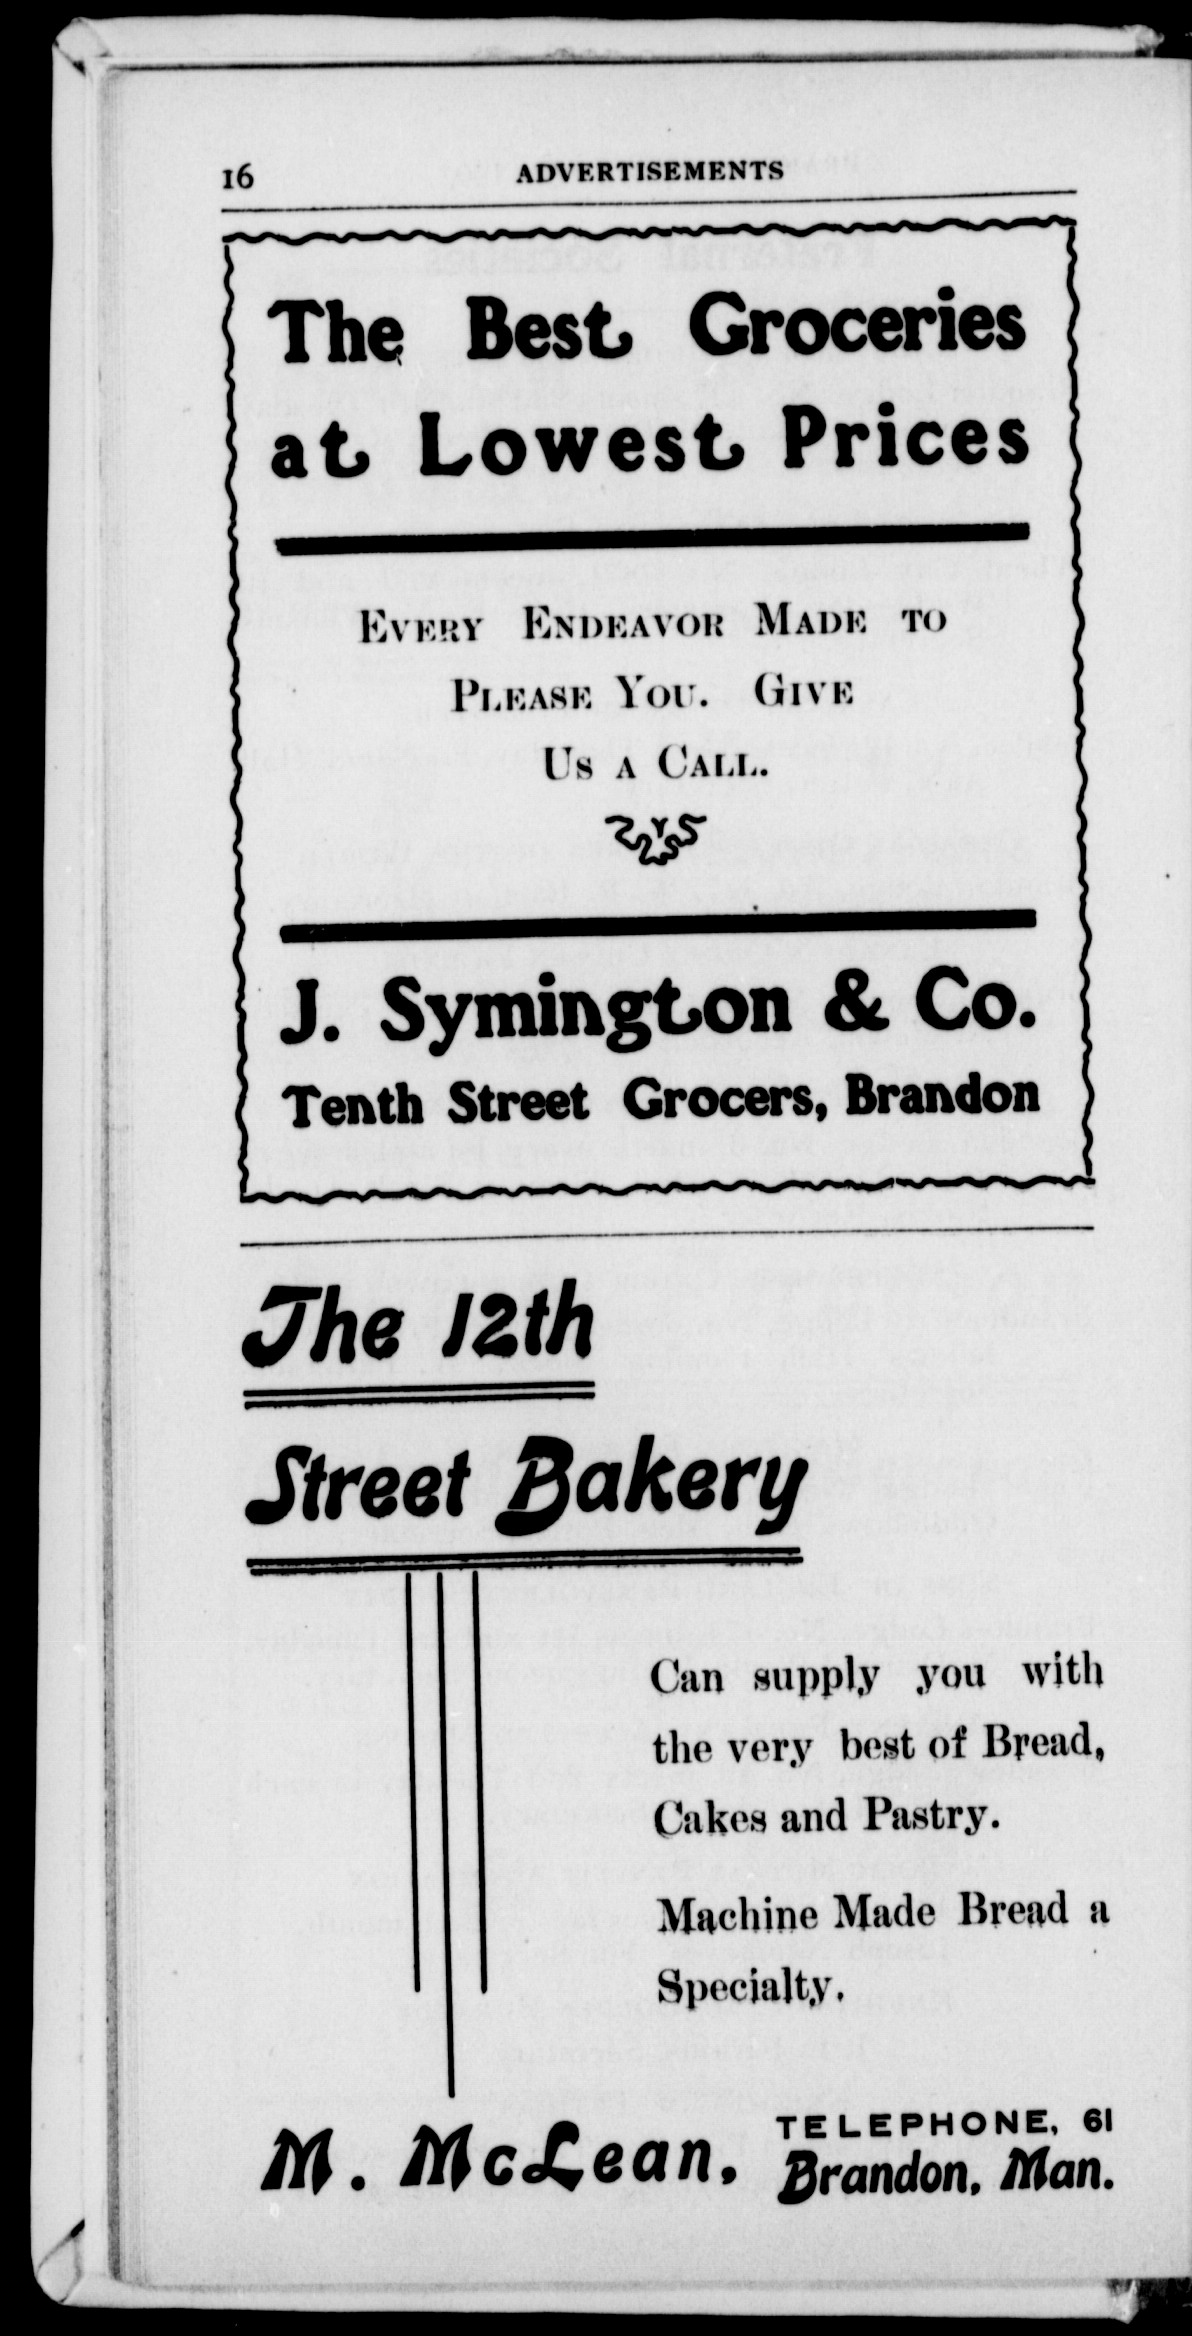 16
ADVERTISEMENTS
The Best Groceries
at Lowest Prices
Every Endeavor Made to
Please You. Give
Us a Call.
J. Symington & Co.
Tenth Street Grocers, Brandon
The 12th
Street Bakery
Can supply you with
the very best of Bread,
Cakes and Pastry.
Machine Made Bread a
Specialty.
M. McLean,
TELEPHONE, 61
Brandon, Man.